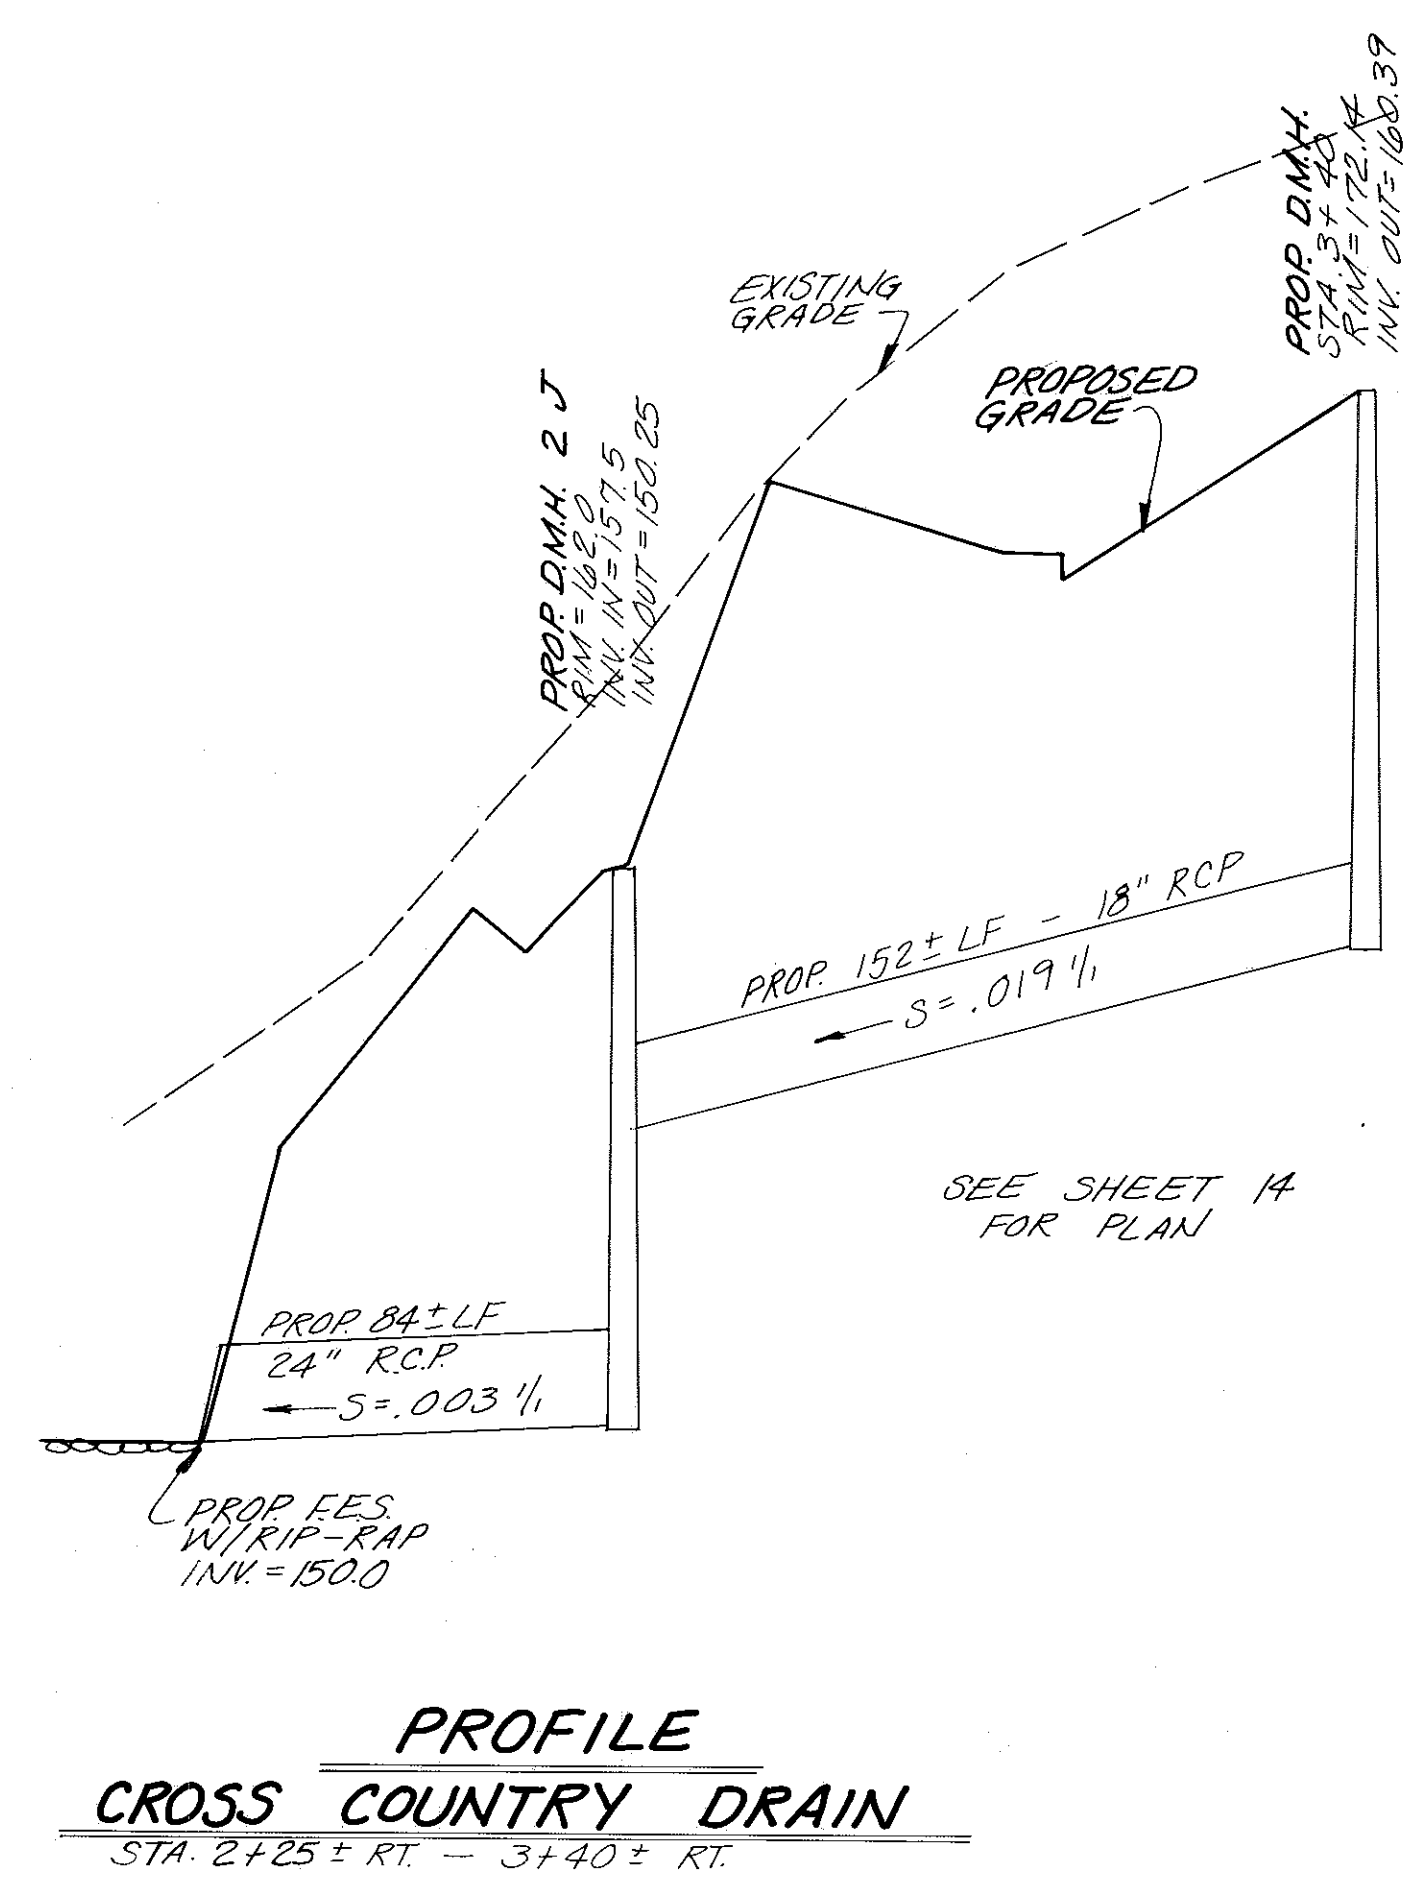 PROP. D.M.H.
STA. 3+40
RIM=172.14
INV. OUT=160.39
EXISTING
GRADE
PROPOSED
GRADE
PROP. D.M.H. 2 J
RIM=162.0
INV. IN=157.5
INV. OUT=150.25
PROP. 152± LF - 18" RCP
S=.019 1/1
SEE SHEET 14
FOR PLAN
PROP. 84± LF
24" R.C.P.
S=.003 1/1
PROP. F.E.S.
W/RIP-RAP
INV.=150.0
PROFILE
CROSS COUNTRY DRAIN
STA. 2+25± RT. — 3+40± RT.